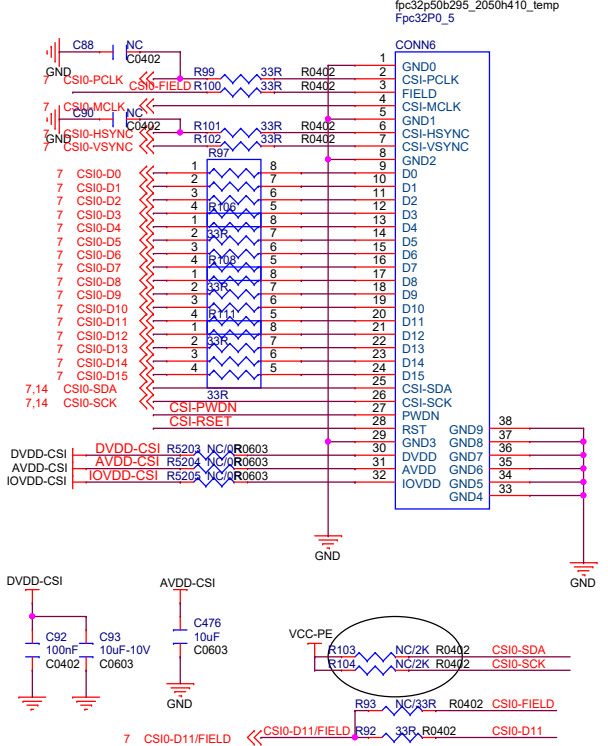 fpc32p50b295_2050h410_temp
Fpc32P0_5
CONN6
C88 NC
C0402
GND
7 CSI0-PCLK R99 33R R0402
CSI0-FIELD R100 33R R0402
7 CSI0-MCLK
C90 NC
C0402
GND
7 CSI0-HSYNC R101 33R R0402
7 CSI0-VSYNC R102 33R R0402
R97
1 GND0
2 CSI-PCLK
3 FIELD
4 CSI-MCLK
5 GND1
6 CSI-HSYNC
7 CSI-VSYNC
8 GND2
7 CSI0-D0 1 8 9 D0
7 CSI0-D1 2 7 10 D1
7 CSI0-D2 3 6 11 D2
7 CSI0-D3 4 R106 5 12 D3
7 CSI0-D4 1 8 13 D4
7 CSI0-D5 2 33R 7 14 D5
7 CSI0-D6 3 6 15 D6
7 CSI0-D7 4 R108 5 16 D7
7 CSI0-D8 1 8 17 D8
7 CSI0-D9 2 33R 7 18 D9
7 CSI0-D10 3 6 19 D10
7 CSI0-D11 4 R111 5 20 D11
7 CSI0-D12 1 8 21 D12
7 CSI0-D13 2 33R 7 22 D13
7 CSI0-D14 3 6 23 D14
7 CSI0-D15 4 5 24 D15
7,14 CSI0-SDA 25 CSI-SDA
7,14 CSI0-SCK 33R 26 CSI-SCK
CSI-PWDN 27 PWDN
CSI-RSET 28 RST GND9 38
29 GND3 GND8 37
DVDD-CSI DVDD-CSI R5203 NC/0R R0603 30 DVDD GND7 36
AVDD-CSI AVDD-CSI R5204 NC/0R R0603 31 AVDD GND6 35
IOVDD-CSI IOVDD-CSI R5205 NC/0R R0603 32 IOVDD GND5 34
GND4 33
GND
GND
DVDD-CSI
C92
100nF
C0402
C93
10uF-10V
C0603
AVDD-CSI
C476
10uF
C0603
GND
VCC-PE
R103 NC/2K R0402 CSI0-SDA
R104 NC/2K R0402 CSI0-SCK
R93 NC/33R R0402 CSI0-FIELD
7 CSI0-D11/FIELD CSI0-D11/FIELD R92 33R R0402 CSI0-D11